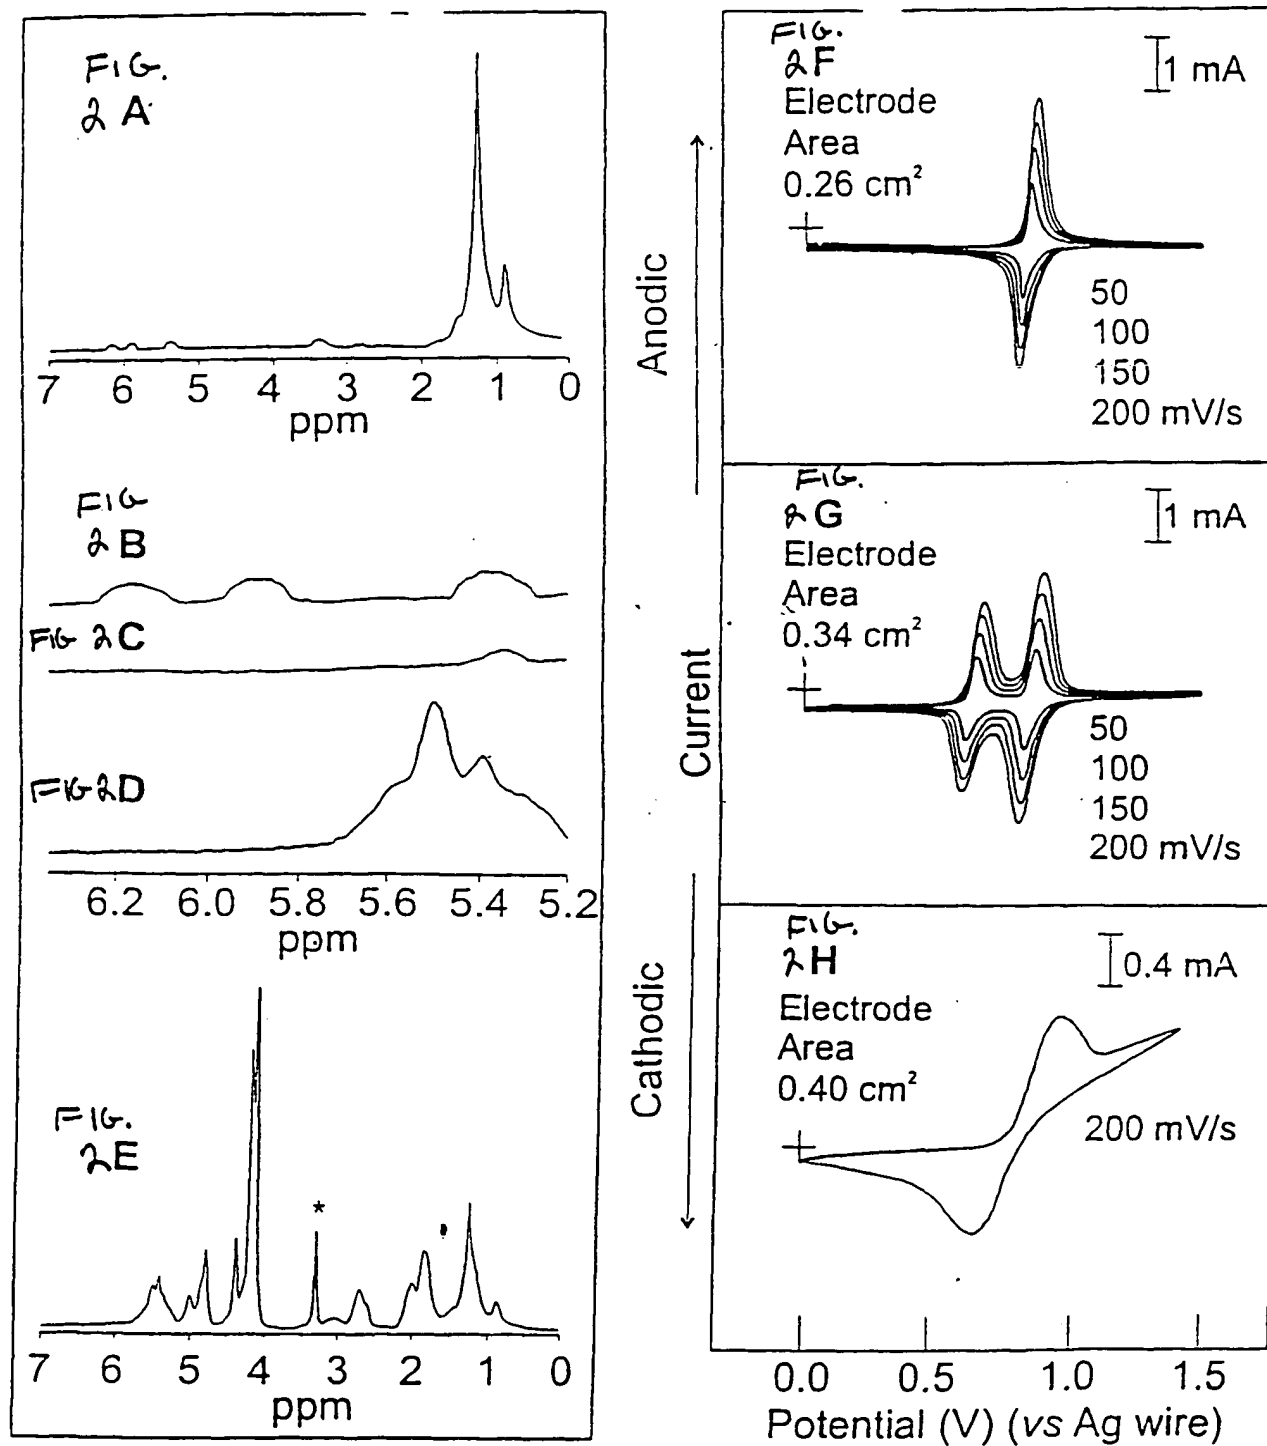 FIG.
2 A
7 6 5 4 3 2 1 0
ppm
FIG
2 B
FIG 2C
FIG 2D
6.2 6.0 5.8 5.6 5.4 5.2
ppm
FIG.
2E
*
7 6 5 4 3 2 1 0
ppm
Anodic
Current
Cathodic
FIG.
2F
1 mA
Electrode
Area
0.26 cm²
50
100
150
200 mV/s
FIG.
2G
1 mA
Electrode
Area
0.34 cm²
50
100
150
200 mV/s
FIG.
2H
0.4 mA
Electrode
Area
0.40 cm²
200 mV/s
0.0 0.5 1.0 1.5
Potential (V) (vs Ag wire)